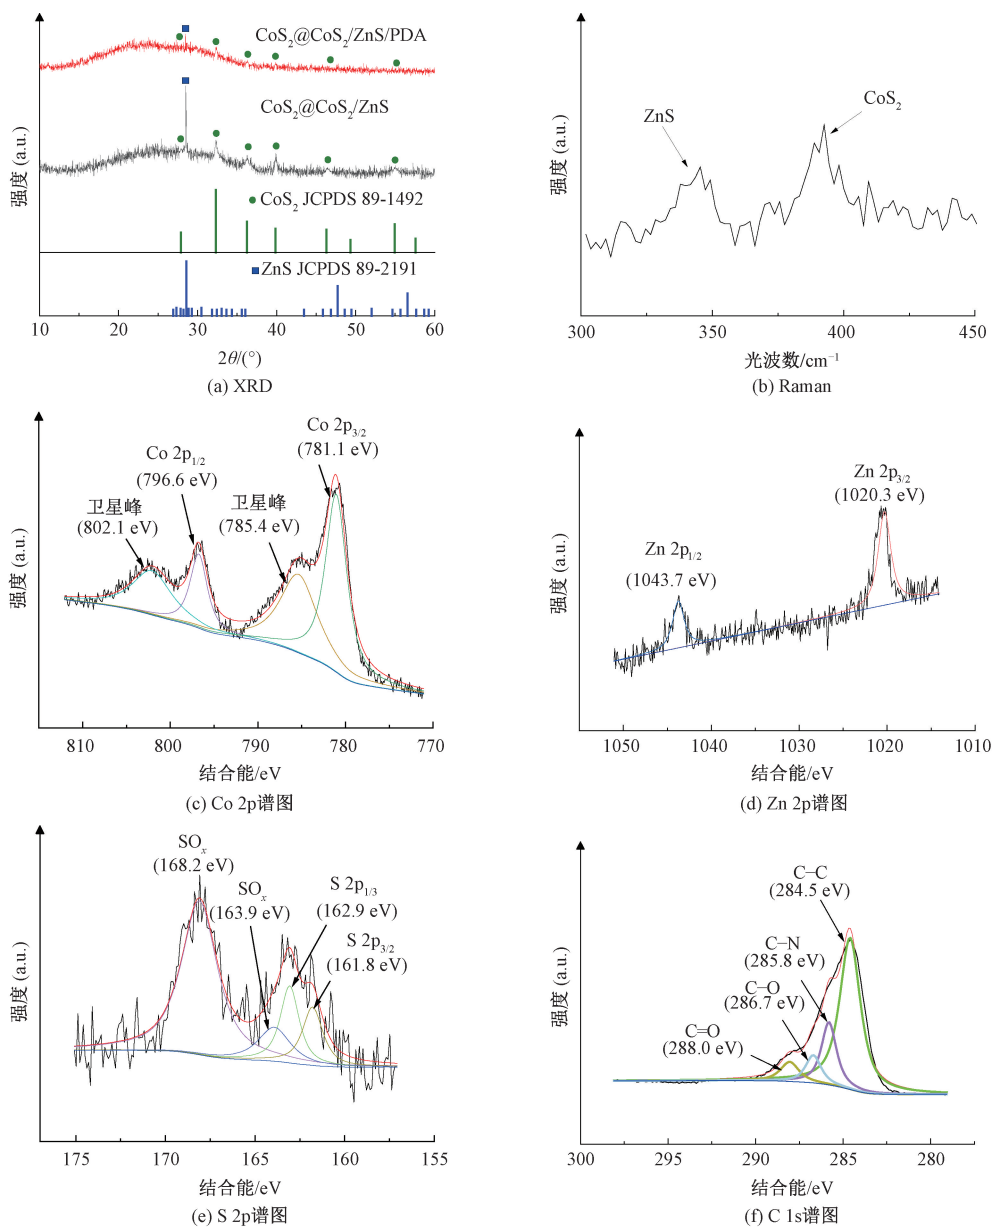 CoS₂@CoS₂/ZnS/PDA
CoS₂@CoS₂/ZnS
CoS₂ JCPDS 89-1492
ZnS JCPDS 89-2191
强度 (a.u.)
10 20 30 40 50 60
2θ/(°)
(a) XRD
ZnS
CoS₂
强度 (a.u.)
300 350 400 450
光波数/cm⁻¹
(b) Raman
Co 2p₃/₂
(781.1 eV)
Co 2p₁/₂
(796.6 eV)
卫星峰
(802.1 eV)
卫星峰
(785.4 eV)
强度 (a.u.)
810 800 790 780 770
结合能/eV
(c) Co 2p谱图
Zn 2p₃/₂
(1020.3 eV)
Zn 2p₁/₂
(1043.7 eV)
强度 (a.u.)
1050 1040 1030 1020 1010
结合能/eV
(d) Zn 2p谱图
SOₓ
(168.2 eV)
SOₓ
(163.9 eV)
S 2p₁/₃
(162.9 eV)
S 2p₃/₂
(161.8 eV)
强度 (a.u.)
175 170 165 160 155
结合能/eV
(e) S 2p谱图
C−C
(284.5 eV)
C−N
(285.8 eV)
C−O
(286.7 eV)
C=O
(288.0 eV)
强度 (a.u.)
300 295 290 285 280
结合能/eV
(f) C 1s谱图